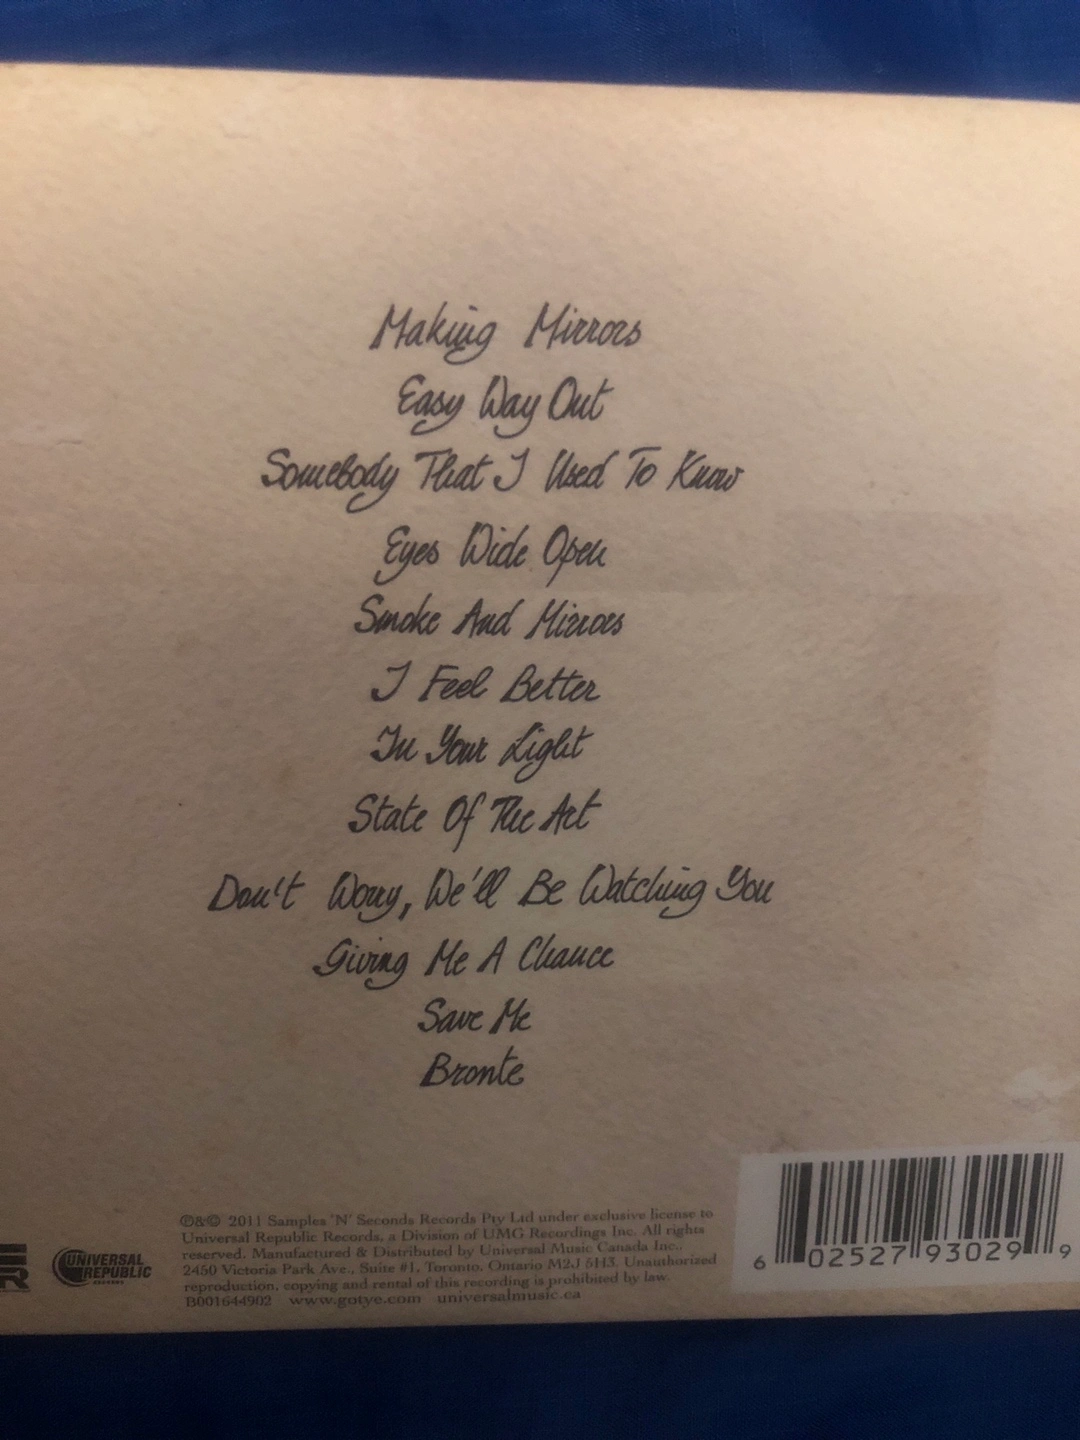 Making Mirrors
Easy Way Out
Somebody That I Used To Know
Eyes Wide Open
Smoke And Mirrors
I Feel Better
In Your Light
State Of The Art
Don't Worry, We'll Be Watching You
Giving Me A Chance
Save Me
Bronte
℗&© 2011 Samples 'N' Seconds Records Pty Ltd under exclusive license to
Universal Republic Records, a Division of UMG Recordings Inc. All rights
reserved. Manufactured & Distributed by Universal Music Canada Inc.,
2450 Victoria Park Ave., Suite #1, Toronto, Ontario M2J 5H3. Unauthorized
reproduction, copying and rental of this recording is prohibited by law.
B001644902 www.gotye.com universalmusic.ca
UNIVERSAL
REPUBLIC
RECORDS
6 02527 93029 9